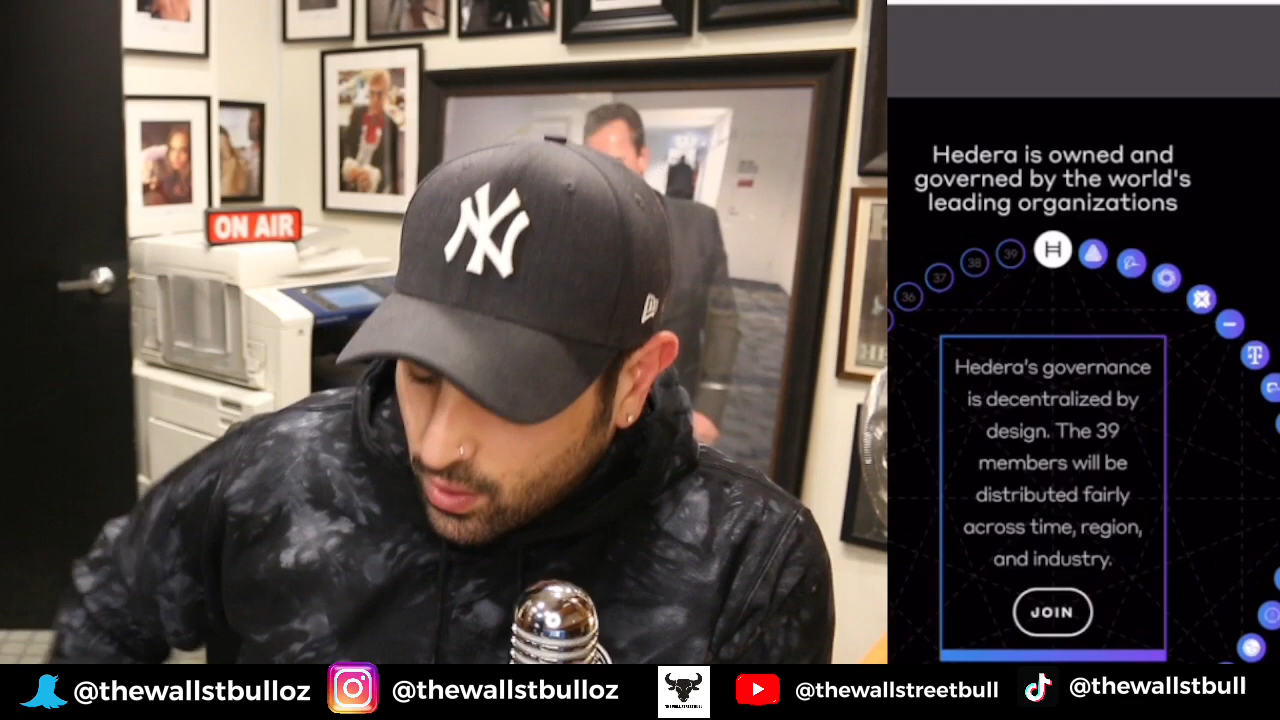 ON AIR
NY
Hedera is owned and
governed by the world's
leading organizations
36
37
38
39
H
T
Hedera's governance
is decentralized by
design. The 39
members will be
distributed fairly
across time, region,
and industry.
JOIN
@thewallstbulloz
@thewallstbulloz
@thewallstreetbull
@thewallstbull